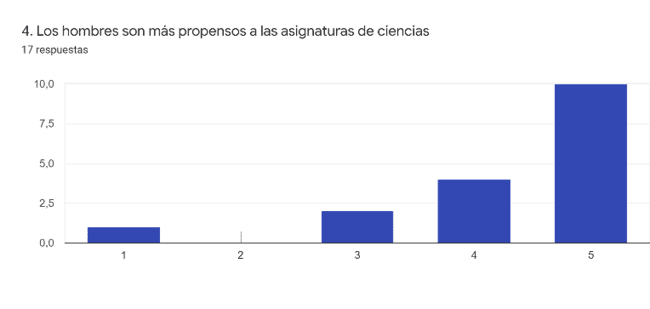 4. Los hombres son más propensos a las asignaturas de ciencias
17 respuestas
10,0
7,5
5,0
2,5
0,0
1 2 3 4 5